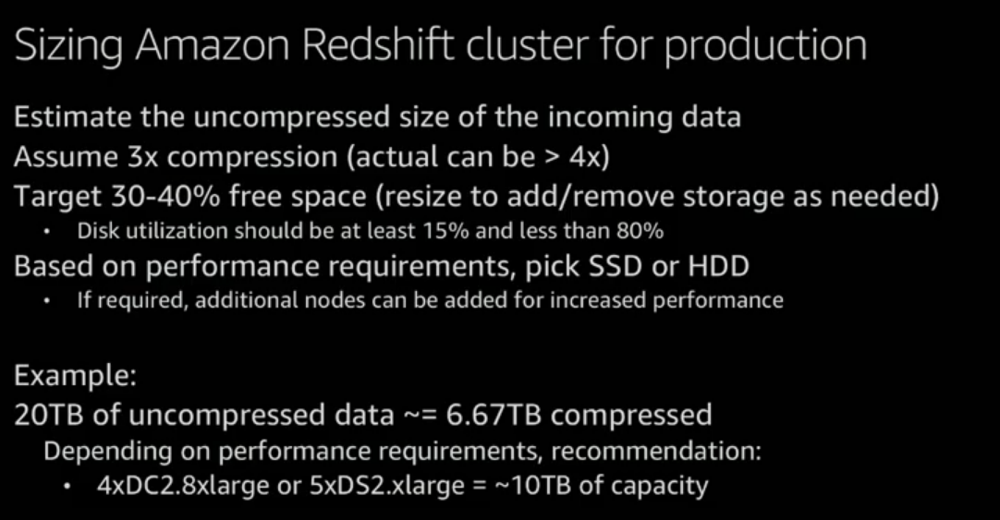 Sizing Amazon Redshift cluster for production
Estimate the uncompressed size of the incoming data
Assume 3x compression (actual can be > 4x)
Target 30-40% free space (resize to add/remove storage as needed)
• Disk utilization should be at least 15% and less than 80%
Based on performance requirements, pick SSD or HDD
• If required, additional nodes can be added for increased performance
Example:
20TB of uncompressed data ~= 6.67TB compressed
Depending on performance requirements, recommendation:
• 4xDC2.8xlarge or 5xDS2.xlarge = ~10TB of capacity